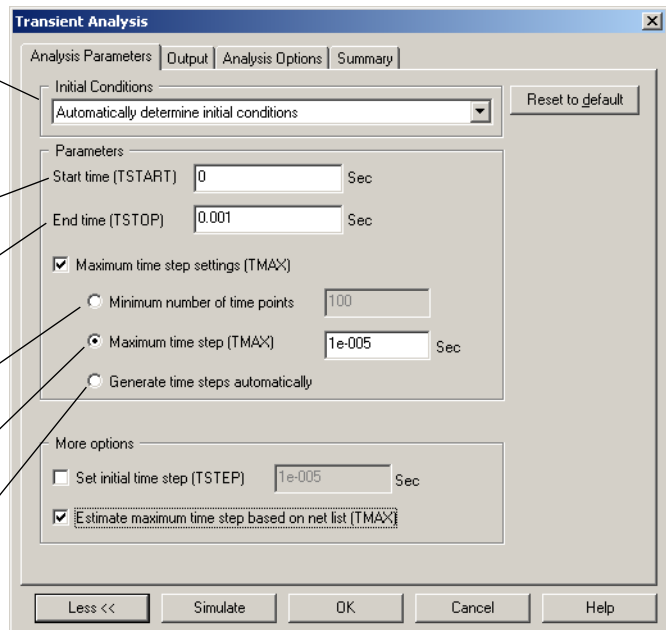 Transient Analysis
Analysis Parameters Output Analysis Options Summary
Initial Conditions
Automatically determine initial conditions
Reset to default
Parameters
Start time (TSTART) 0 Sec
End time (TSTOP) 0.001 Sec
Maximum time step settings (TMAX)
Minimum number of time points 100
Maximum time step (TMAX) 1e-005 Sec
Generate time steps automatically
More options
Set initial time step (TSTEP) 1e-005 Sec
Estimate maximum time step based on net list (TMAX)
Less << Simulate OK Cancel Help